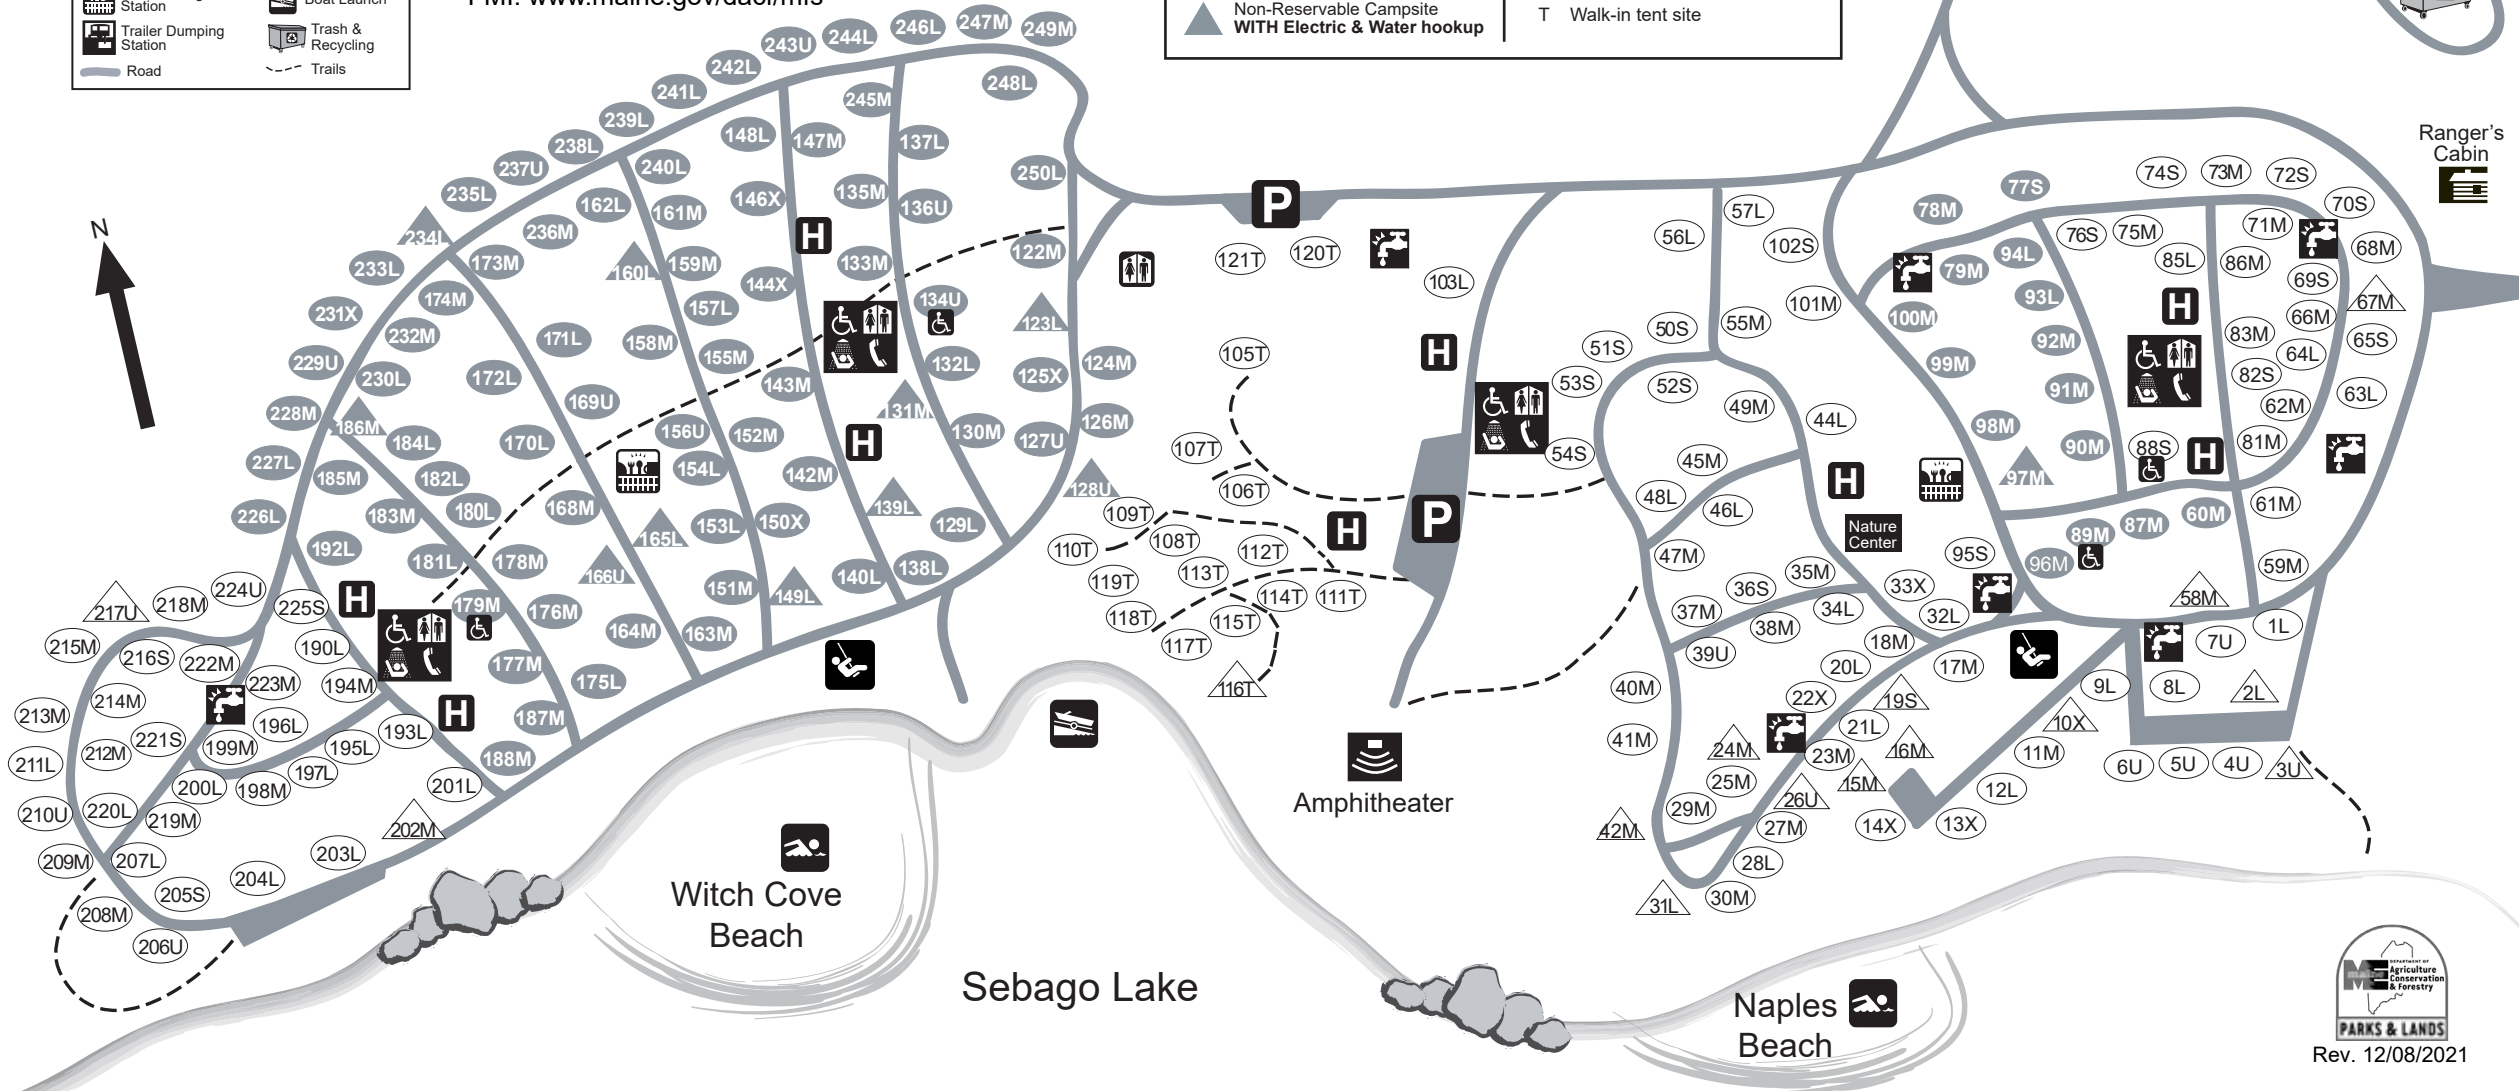 Station
Boat Launch
FMI: www.maine.gov/dacf/mfs
Trailer Dumping
Station
Trash &
Recycling
Road
Trails
Non-Reservable Campsite
WITH Electric & Water hookup
T Walk-in tent site
N
Ranger's
Cabin
249M
247M
246L
244L
243U
242L
241L
239L
238L
237U
235L
234L
233L
231X
229U
228M
227L
226L
248L
245M
148L
147M
137L
240L
250L
162L
161M
146X
135M
136U
236M
173M
160L
159M
H
133M
122M
174M
144X
157L
134U
123L
232M
171L
158M
155M
132L
124M
230L
172L
143M
125X
169U
131M
186M
184L
170L
156U
152M
H
130M
127U
126M
185M
182L
154L
142M
128U
183M
180L
168M
165L
153L
150X
139L
129L
192L
181L
178M
166U
151M
149L
140L
138L
179M
176M
164M
163M
177M
175L
187M
188M
217U
218M
224U
225S
H
215M
216S
222M
190L
214M
223M
194M
213M
221S
196L
H
212M
199M
195L
193L
211L
200L
198M
197L
201L
210U
220L
219M
202M
209M
207L
203L
204L
205S
208M
206U
P
121T
120T
103L
105T
H
107T
106T
109T
110T
108T
112T
H
P
119T
113T
114T
111T
118T
115T
117T
116T
57L
56L
102S
101M
50S
55M
51S
53S
52S
54S
49M
44L
45M
48L
46L
H
47M
Nature
Center
95S
36S
35M
33X
37M
34L
32L
38M
18M
39U
20L
17M
40M
22X
19S
21L
41M
24M
23M
16M
25M
15M
26U
29M
42M
27M
14X
13X
12L
11M
10X
28L
30M
31L
78M
77S
74S
73M
72S
70S
76S
75M
71M
68M
79M
94L
85L
86M
69S
67M
93L
H
66M
100M
92M
83M
64L
65S
99M
91M
82S
63L
62M
98M
90M
88S
H
81M
97M
60M
61M
89M
87M
96M
59M
58M
1L
7U
9L
8L
2L
6U
5U
4U
3U
Amphitheater
Witch Cove
Beach
Sebago Lake
Naples
Beach
DEPARTMENT OF
Agriculture
Conservation
& Forestry
PARKS & LANDS
Rev. 12/08/2021